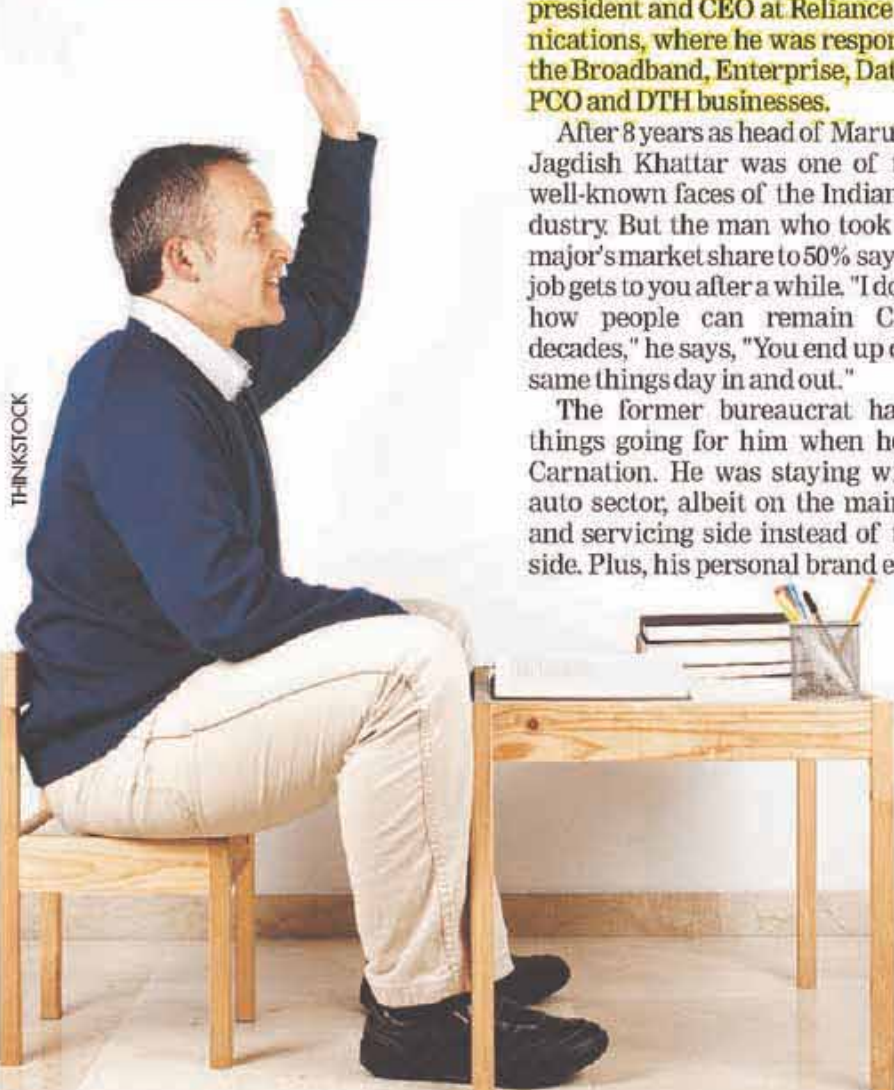 president and CEO at Reliance
nications, where he was respon
the Broadband, Enterprise, Dat
PCO and DTH businesses.
After 8 years as head of Maru
Jagdish Khattar was one of
well-known faces of the Indian
dustry. But the man who took
major's market share to 50% say
job gets to you after a while. "I do
how people can remain C
decades," he says, "You end up
same things day in and out."
The former bureaucrat ha
things going for him when he
Carnation. He was staying w
auto sector, albeit on the main
and servicing side instead of
side. Plus, his personal brand e
THINKSTOCK